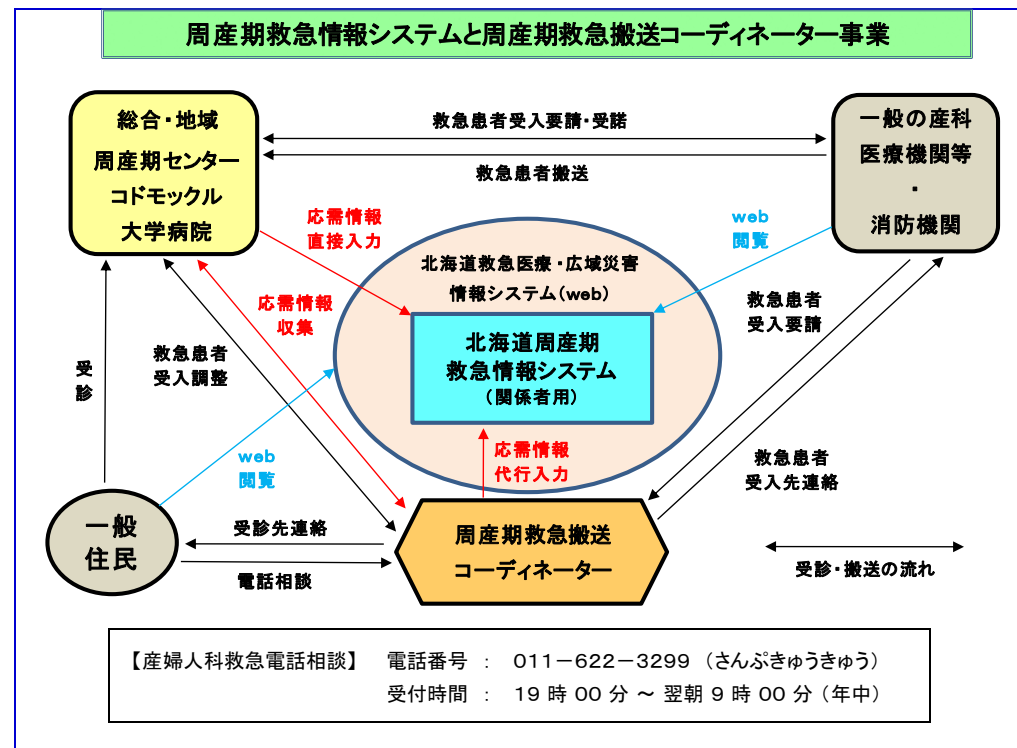 周産期救急情報システムと周産期救急搬送コーディネーター事業
総合・地域
周産期センター
コドモックル
大学病院
救急患者受入要請・受諾
救急患者搬送
一般の産科
医療機関等
・
消防機関
応需情報
直接入力
web
閲覧
北海道救急医療・広域災害
情報システム(web)
北海道周産期
救急情報システム
(関係者用)
応需情報
収集
救急患者
受入調整
救急患者
受入要請
受
診
web
閲覧
応需情報
代行入力
救急患者
受入先連絡
一般
住民
受診先連絡
電話相談
周産期救急搬送
コーディネーター
受診・搬送の流れ
【産婦人科救急電話相談】 電話番号 : 011-622-3299 (さんぷきゅうきゅう)
受付時間 : 19時00分 ~ 翌朝9時00分(年中)